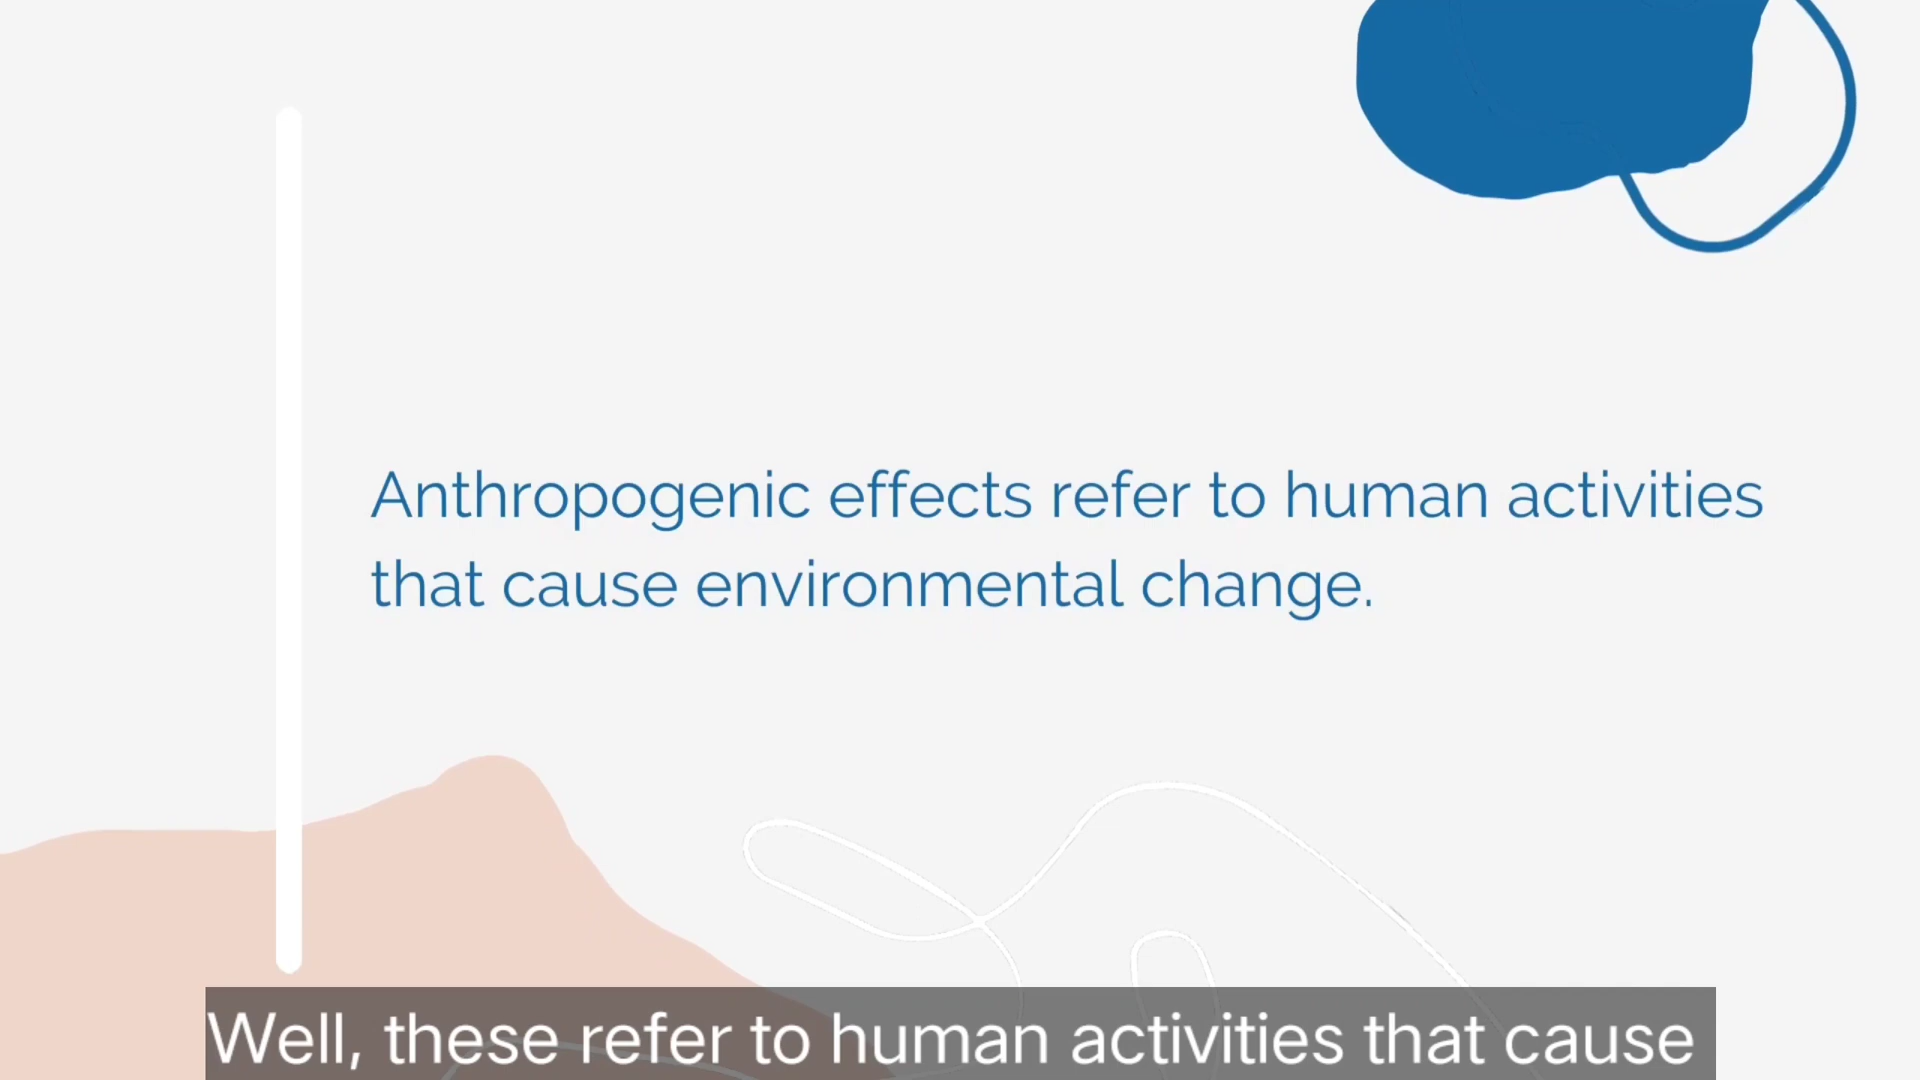 Anthropogenic effects refer to human activities
that cause environmental change.
Well, these refer to human activities that cause